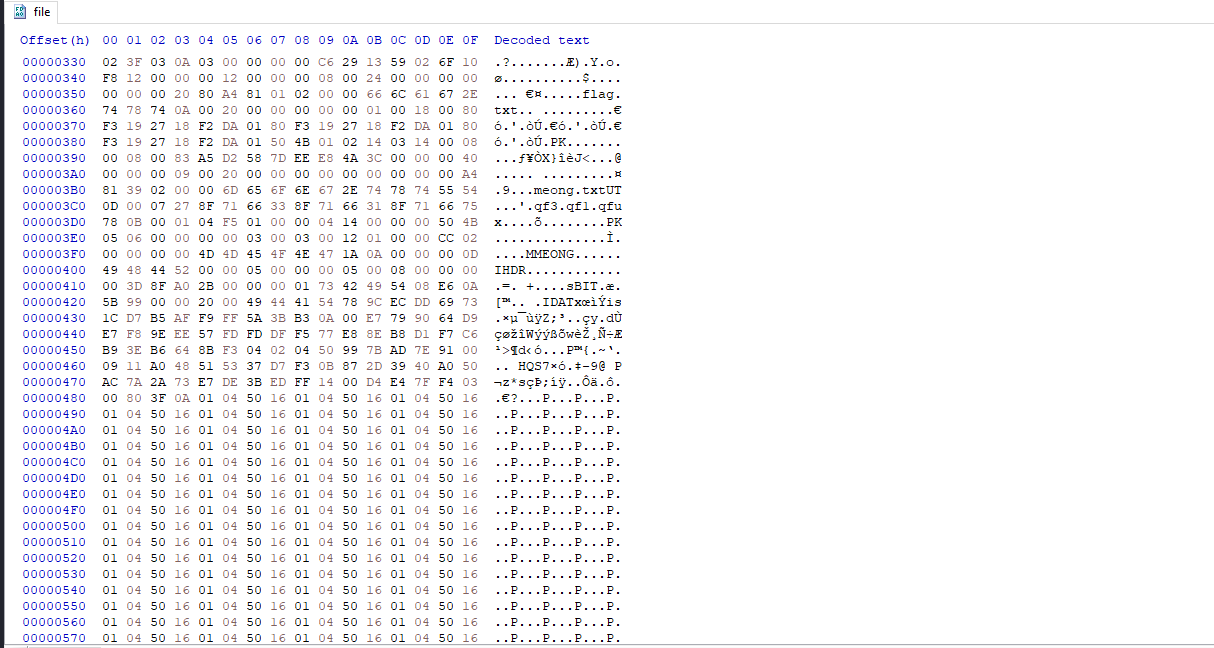 file
Offset(h) 00 01 02 03 04 05 06 07 08 09 0A 0B 0C 0D 0E 0F Decoded text
00000330 02 3F 03 0A 03 00 00 00 00 C6 29 13 59 02 6F 10 .?.......Æ).Y.o.
00000340 F8 12 00 00 00 12 00 00 00 08 00 24 00 00 00 00 ø..........$....
00000350 00 00 00 20 80 A4 81 01 02 00 00 66 6C 61 67 2E ... €¤.....flag.
00000360 74 78 74 0A 00 20 00 00 00 00 00 01 00 18 00 80 txt.. .........€
00000370 F3 19 27 18 F2 DA 01 80 F3 19 27 18 F2 DA 01 80 ó.'.òÚ.€ó.'.òÚ.€
00000380 F3 19 27 18 F2 DA 01 50 4B 01 02 14 03 14 00 08 ó.'.òÚ.PK.......
00000390 00 08 00 83 A5 D2 58 7D EE E8 4A 3C 00 00 00 40 ...ƒ¥ÒX}îèJ<...@
000003A0 00 00 00 09 00 20 00 00 00 00 00 00 00 00 00 A4 ..... .........¤
000003B0 81 39 02 00 00 6D 65 6F 6E 67 2E 74 78 74 55 54 .9...meong.txtUT
000003C0 0D 00 07 27 8F 71 66 33 8F 71 66 31 8F 71 66 75 ...'.qf3.qf1.qfu
000003D0 78 0B 00 01 04 F5 01 00 00 04 14 00 00 00 50 4B x....õ........PK
000003E0 05 06 00 00 00 00 03 00 03 00 12 01 00 00 CC 02 ..............Ì.
000003F0 00 00 00 00 4D 4D 45 4F 4E 47 1A 0A 00 00 00 0D ....MMEONG......
00000400 49 48 44 52 00 00 05 00 00 00 05 00 08 00 00 00 IHDR............
00000410 00 3D 8F A0 2B 00 00 00 01 73 42 49 54 08 E6 0A .=. +....sBIT.æ.
00000420 5B 99 00 00 20 00 49 44 41 54 78 9C EC DD 69 73 [™.. .IDATxœìÝis
00000430 1C D7 B5 AF F9 FF 5A 3B B3 0A 00 E7 79 90 64 D9 .×µ¯ùÿZ;³..çy.dÙ
00000440 E7 F8 9E EE 57 FD FD DF F5 77 E8 8E B8 D1 F7 C6 çøžîWýýßõwèŽ¸Ñ÷Æ
00000450 B9 3E B6 64 8B F3 04 02 04 50 99 7B AD 7E 91 00 ¹>¶d‹ó...P™{.~‘.
00000460 09 11 A0 48 51 53 37 D7 F3 0B 87 2D 39 40 A0 50 .. HQS7×ó.‡-9@ P
00000470 AC 7A 2A 73 E7 DE 3B ED FF 14 00 D4 E4 7F F4 03 ¬z*sçÞ;íÿ..Ôä.ô.
00000480 00 80 3F 0A 01 04 50 16 01 04 50 16 01 04 50 16 .€?...P...P...P.
00000490 01 04 50 16 01 04 50 16 01 04 50 16 01 04 50 16 ..P...P...P...P.
000004A0 01 04 50 16 01 04 50 16 01 04 50 16 01 04 50 16 ..P...P...P...P.
000004B0 01 04 50 16 01 04 50 16 01 04 50 16 01 04 50 16 ..P...P...P...P.
000004C0 01 04 50 16 01 04 50 16 01 04 50 16 01 04 50 16 ..P...P...P...P.
000004D0 01 04 50 16 01 04 50 16 01 04 50 16 01 04 50 16 ..P...P...P...P.
000004E0 01 04 50 16 01 04 50 16 01 04 50 16 01 04 50 16 ..P...P...P...P.
000004F0 01 04 50 16 01 04 50 16 01 04 50 16 01 04 50 16 ..P...P...P...P.
00000500 01 04 50 16 01 04 50 16 01 04 50 16 01 04 50 16 ..P...P...P...P.
00000510 01 04 50 16 01 04 50 16 01 04 50 16 01 04 50 16 ..P...P...P...P.
00000520 01 04 50 16 01 04 50 16 01 04 50 16 01 04 50 16 ..P...P...P...P.
00000530 01 04 50 16 01 04 50 16 01 04 50 16 01 04 50 16 ..P...P...P...P.
00000540 01 04 50 16 01 04 50 16 01 04 50 16 01 04 50 16 ..P...P...P...P.
00000550 01 04 50 16 01 04 50 16 01 04 50 16 01 04 50 16 ..P...P...P...P.
00000560 01 04 50 16 01 04 50 16 01 04 50 16 01 04 50 16 ..P...P...P...P.
00000570 01 04 50 16 01 04 50 16 01 04 50 16 01 04 50 16 ..P...P...P...P.